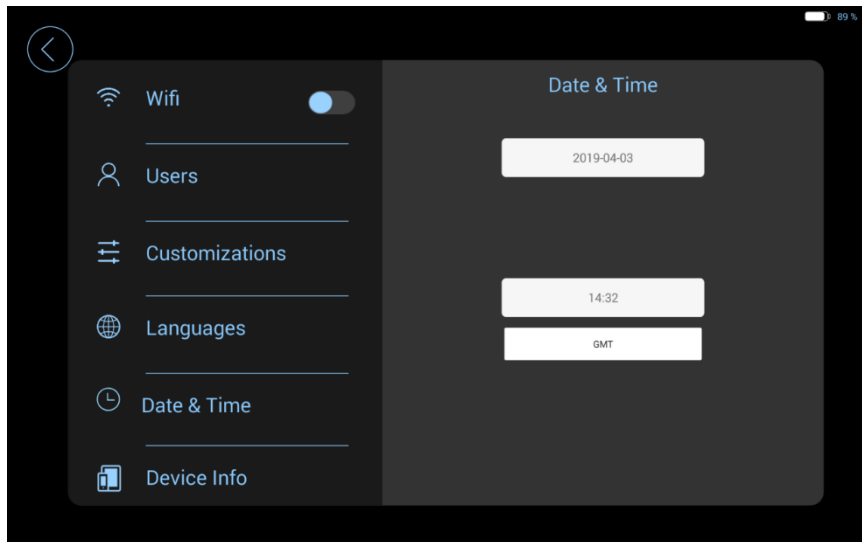 89 %
Wifi
Users
Customizations
Languages
Date & Time
Device Info
Date & Time
2019-04-03
14:32
GMT